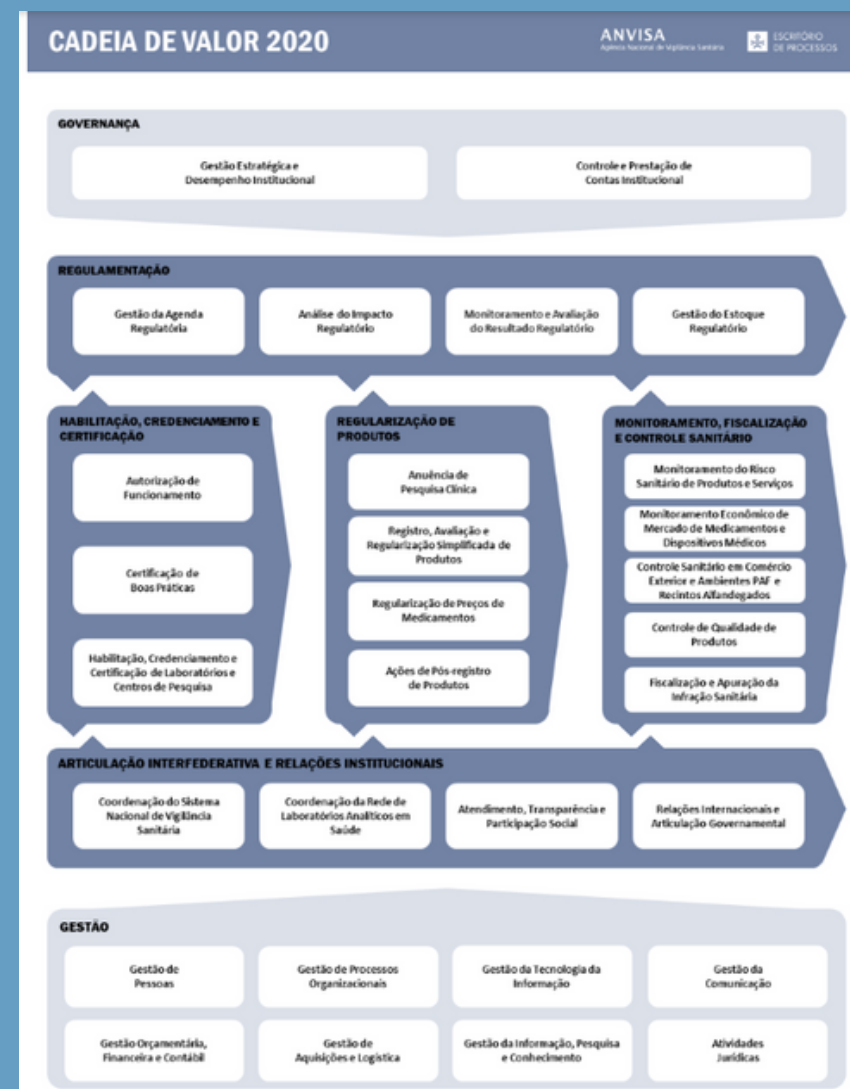 CADEIA DE VALOR 2020
ANVISA
Agência Nacional de Vigilância Sanitária
ESCRITÓRIO
DE PROCESSOS
GOVERNANÇA
Gestão Estratégica e
Desempenho Institucional
Controle e Prestação de
Contas Institucional
REGULAMENTAÇÃO
Gestão da Agenda
Regulatória
Análise do Impacto
Regulatório
Monitoramento e Avaliação
do Resultado Regulatório
Gestão do Estoque
Regulatório
HABILITAÇÃO, CREDENCIAMENTO E
CERTIFICAÇÃO
Autorização de
Funcionamento
Certificação de
Boas Práticas
Habilitação, Credenciamento e
Certificação de Laboratórios e
Centros de Pesquisa
REGULARIZAÇÃO DE
PRODUTOS
Anuência de
Pesquisa Clínica
Registro, Avaliação e
Regularização Simplificada de
Produtos
Regularização de Preços de
Medicamentos
Ações de Pós-registro
de Produtos
MONITORAMENTO, FISCALIZAÇÃO
E CONTROLE SANITÁRIO
Monitoramento do Risco
Sanitário de Produtos e Serviços
Monitoramento Econômico de
Mercado de Medicamentos e
Dispositivos Médicos
Controle Sanitário em Comércio
Exterior e Ambientes PAF e
Recintos Alfandegados
Controle de Qualidade de
Produtos
Fiscalização e Apuração da
Infração Sanitária
ARTICULAÇÃO INTERFEDERATIVA E RELAÇÕES INSTITUCIONAIS
Coordenação do Sistema
Nacional de Vigilância
Sanitária
Coordenação da Rede de
Laboratórios Analíticos em
Saúde
Atendimento, Transparência e
Participação Social
Relações Internacionais e
Articulação Governamental
GESTÃO
Gestão de
Pessoas
Gestão de Processos
Organizacionais
Gestão da Tecnologia da
Informação
Gestão da
Comunicação
Gestão Orçamentária,
Financeira e Contábil
Gestão de
Aquisições e Logística
Gestão da Informação, Pesquisa
e Conhecimento
Atividades
Jurídicas